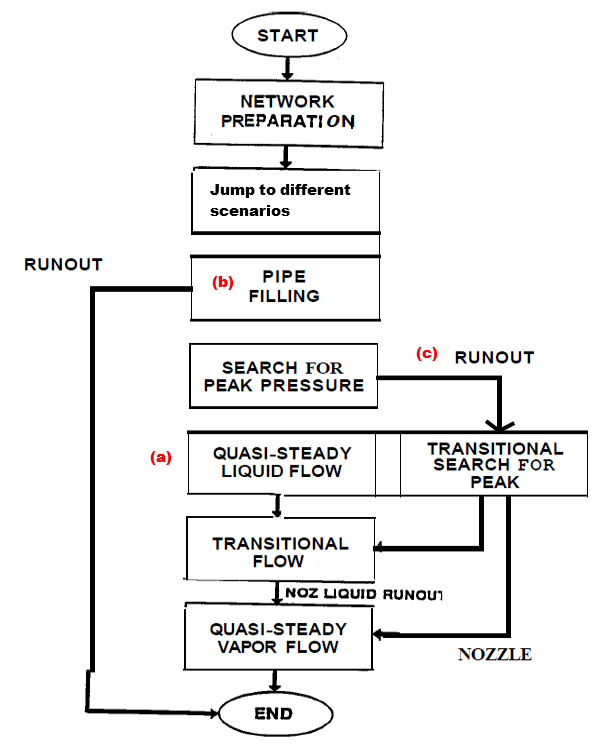 START
NETWORK
PREPARATION
Jump to different
scenarios
RUNOUT
(b)
PIPE
FILLING
(c)
RUNOUT
SEARCH FOR
PEAK PRESSURE
(a)
QUASI-STEADY
LIQUID FLOW
TRANSITIONAL
SEARCH FOR
PEAK
TRANSITIONAL
FLOW
NOZ LIQUID RUNOUT
QUASI-STEADY
VAPOR FLOW
NOZZLE
END